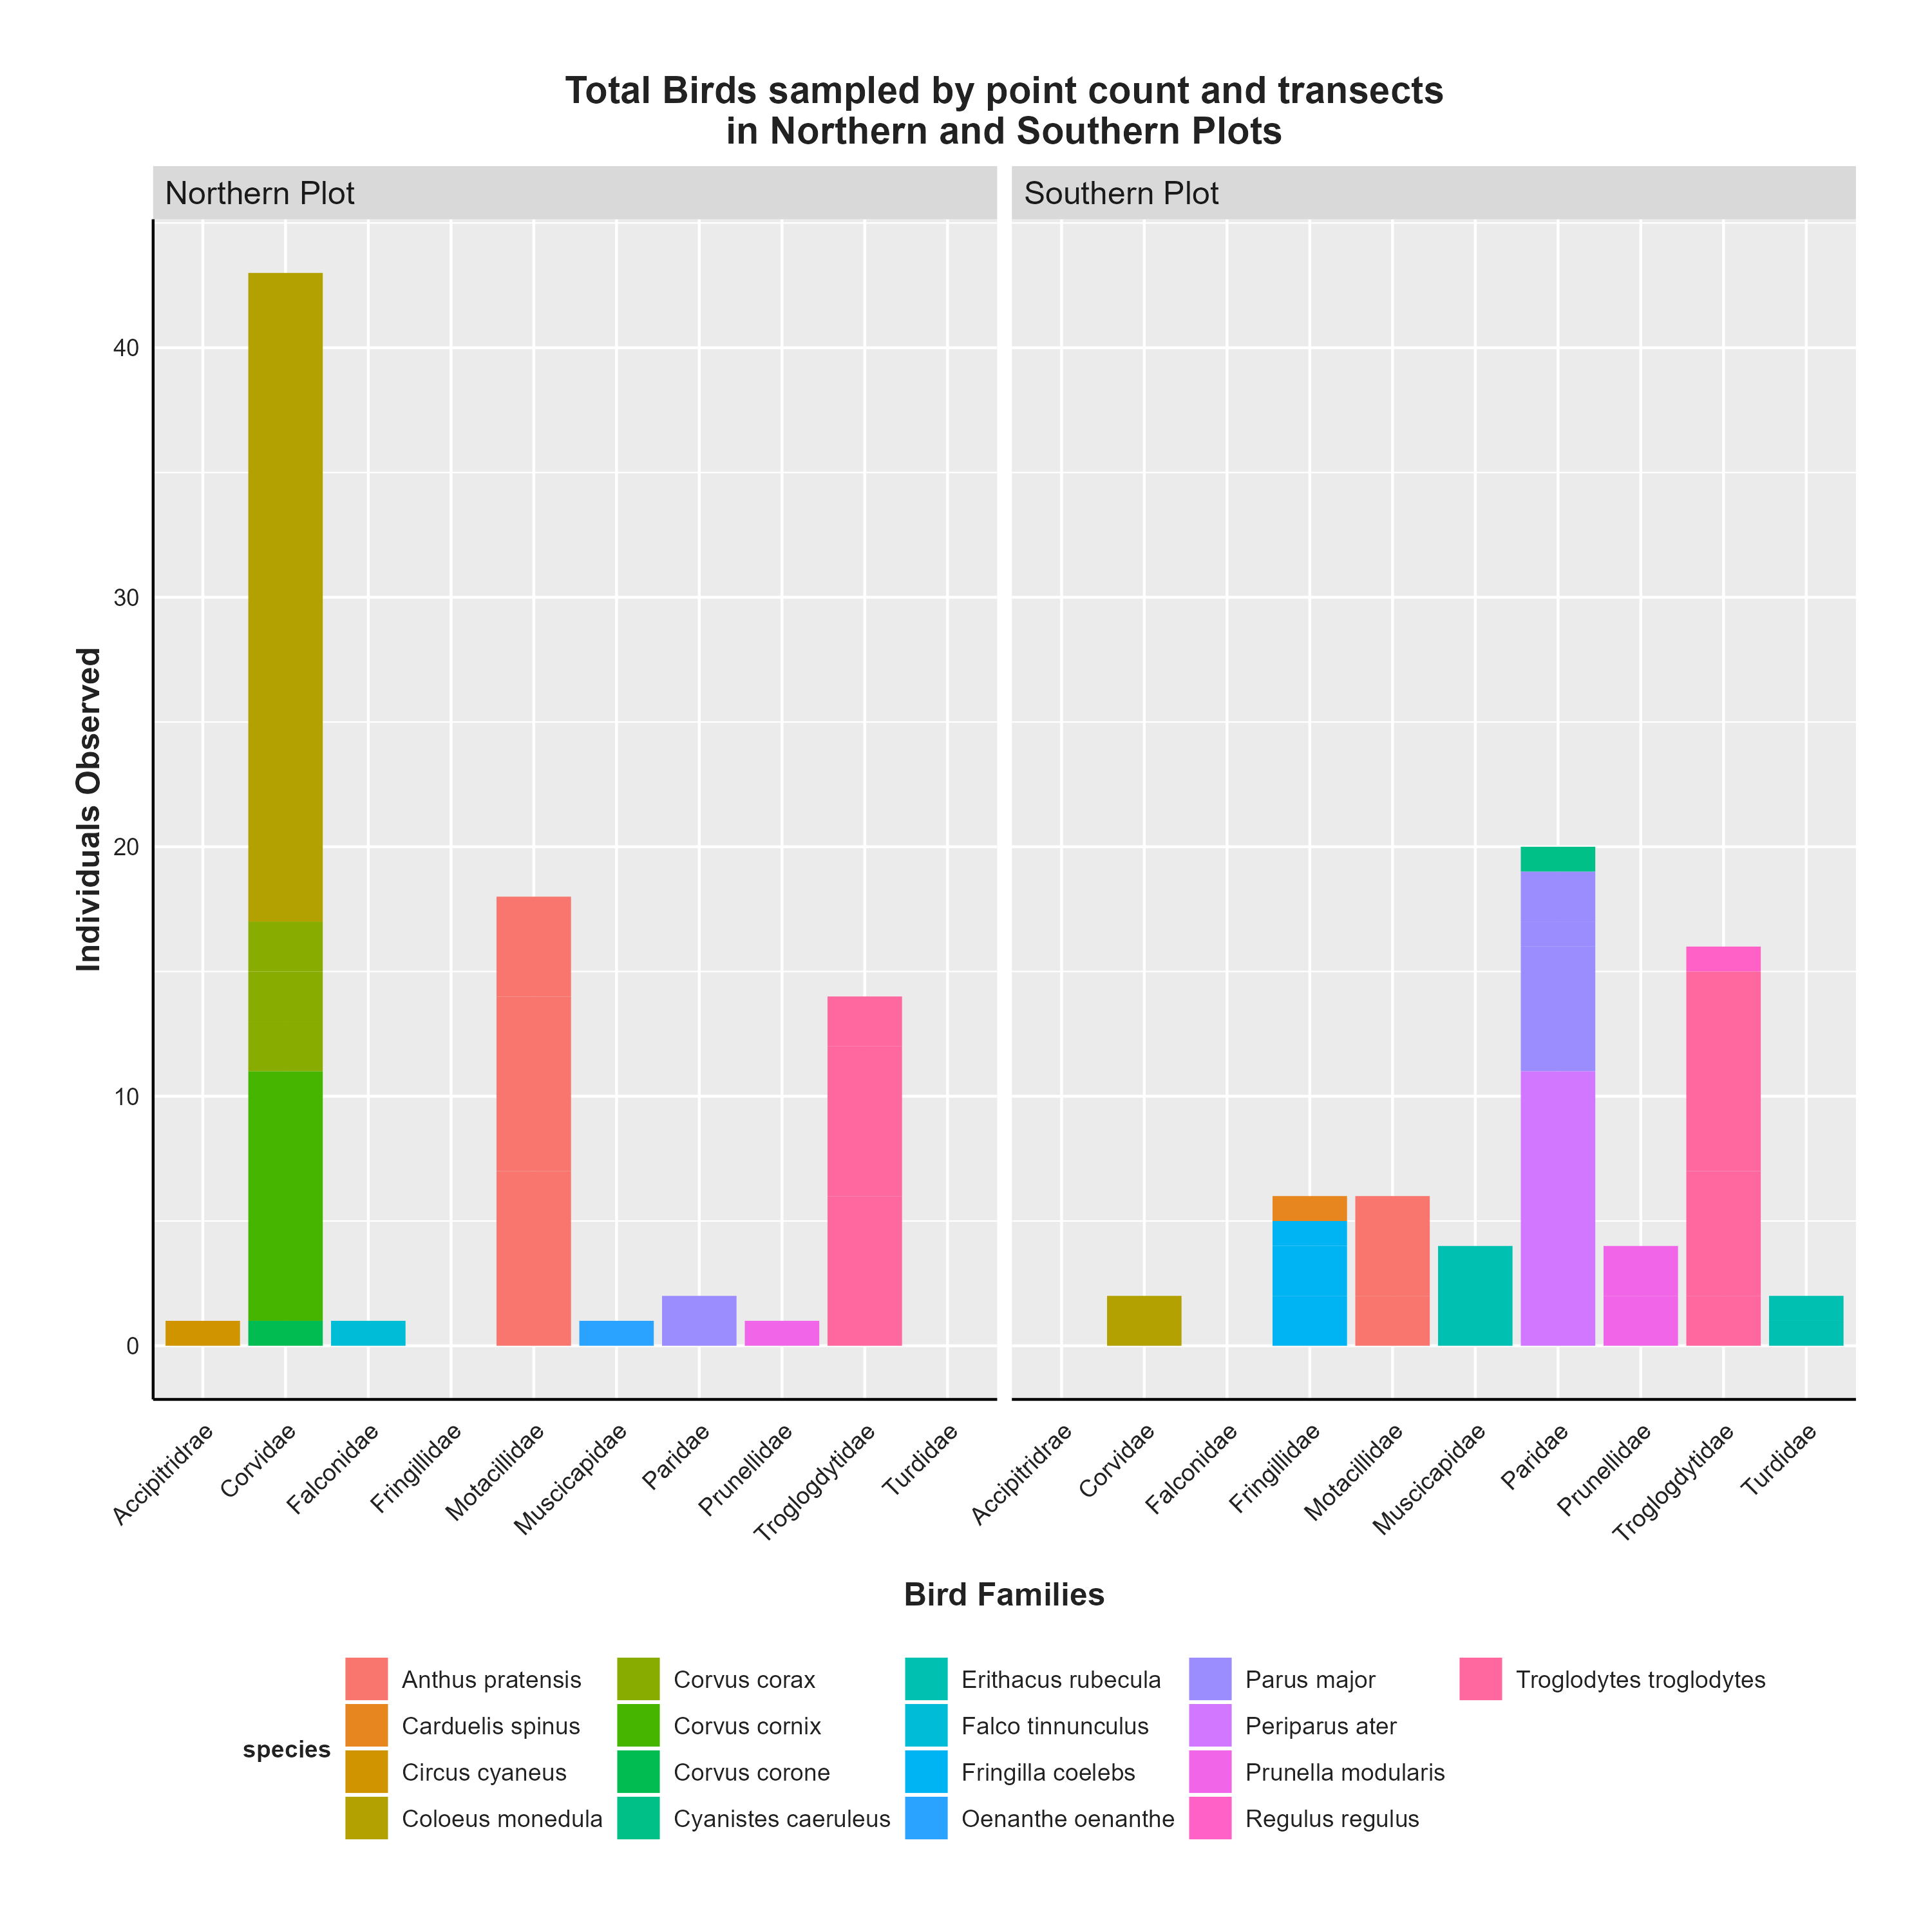 Total Birds sampled by point count and transects
in Northern and Southern Plots
Northern Plot
Southern Plot
Individuals Observed
40
30
20
10
0
Accipitridrae
Corvidae
Falconidae
Fringillidae
Motacillidae
Muscicapidae
Paridae
Prunellidae
Troglogdytidae
Turdidae
Accipitridrae
Corvidae
Falconidae
Fringillidae
Motacillidae
Muscicapidae
Paridae
Prunellidae
Troglogdytidae
Turdidae
Bird Families
species
Anthus pratensis
Carduelis spinus
Circus cyaneus
Coloeus monedula
Corvus corax
Corvus cornix
Corvus corone
Cyanistes caeruleus
Erithacus rubecula
Falco tinnunculus
Fringilla coelebs
Oenanthe oenanthe
Parus major
Periparus ater
Prunella modularis
Regulus regulus
Troglodytes troglodytes